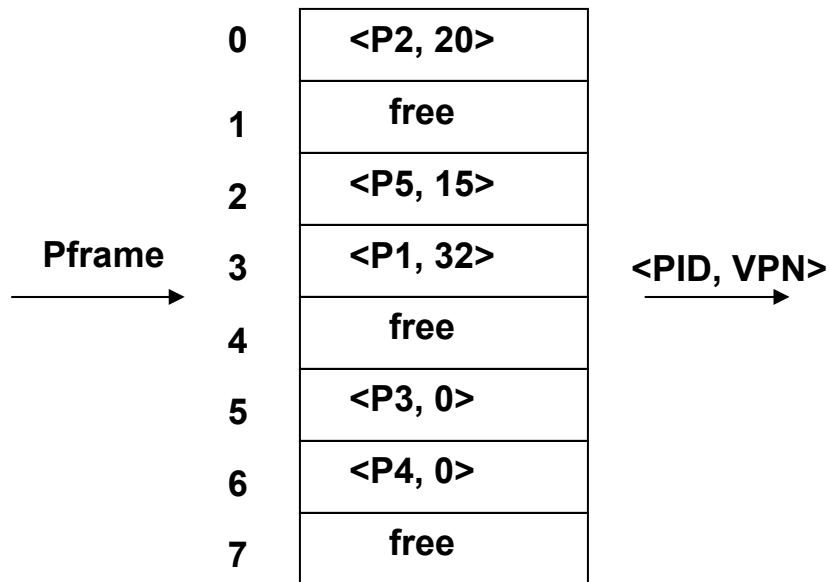 0 <P2, 20>
1 free
2 <P5, 15>
Pframe 3 <P1, 32> <PID, VPN>
4 free
5 <P3, 0>
6 <P4, 0>
7 free